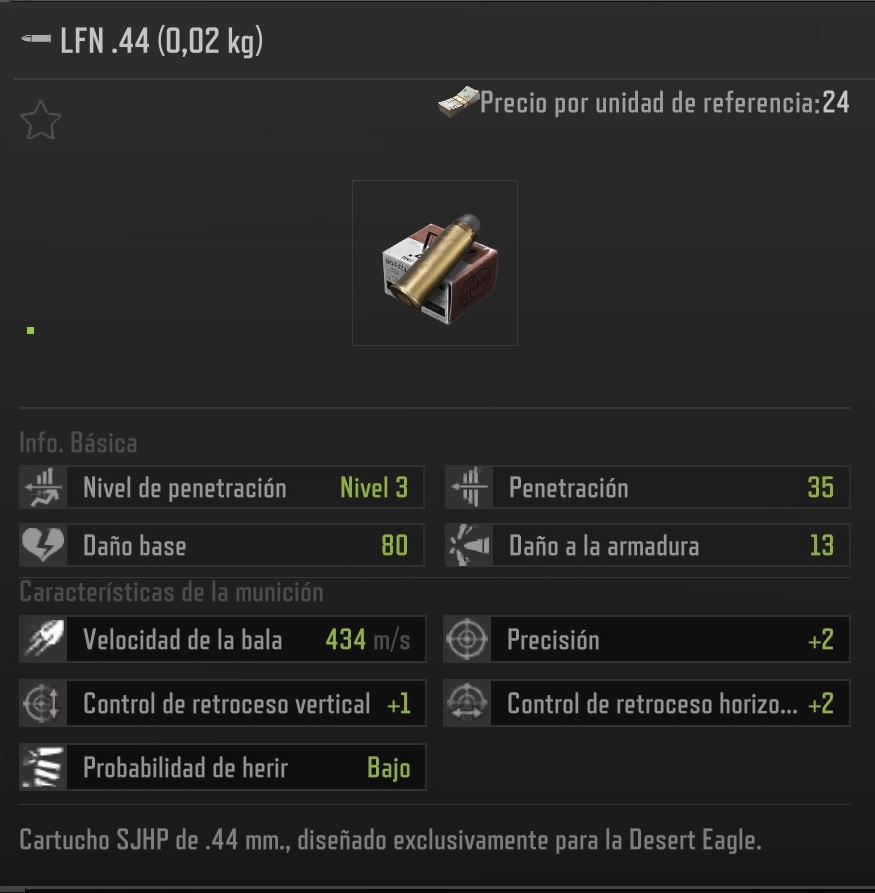 LFN .44 (0,02 kg)
Precio por unidad de referencia:24
Info. Básica
Nivel de penetración Nivel 3
Penetración 35
Daño base 80
Daño a la armadura 13
Características de la munición
Velocidad de la bala 434 m/s
Precisión +2
Control de retroceso vertical +1
Control de retroceso horizo... +2
Probabilidad de herir Bajo
Cartucho SJHP de .44 mm., diseñado exclusivamente para la Desert Eagle.